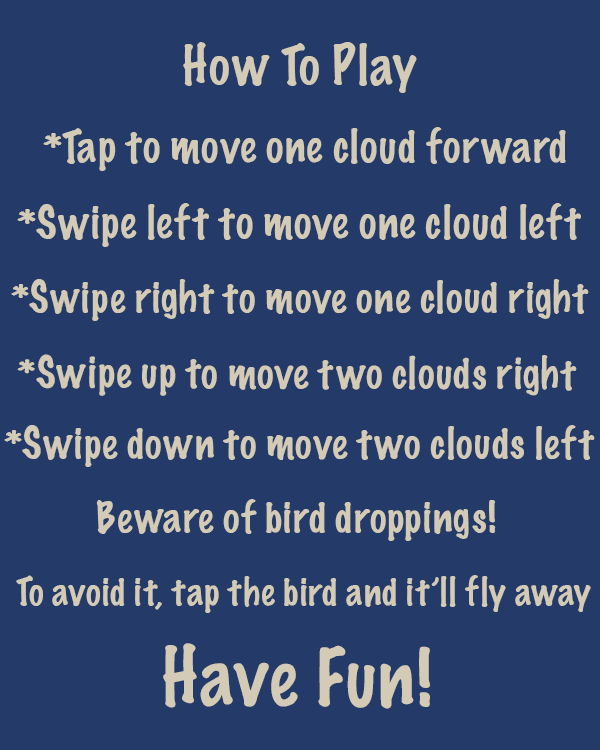 How To Play
*Tap to move one cloud forward
*Swipe left to move one cloud left
*Swipe right to move one cloud right
*Swipe up to move two clouds right
*Swipe down to move two clouds left
Beware of bird droppings!
To avoid it, tap the bird and it’ll fly away
Have Fun!